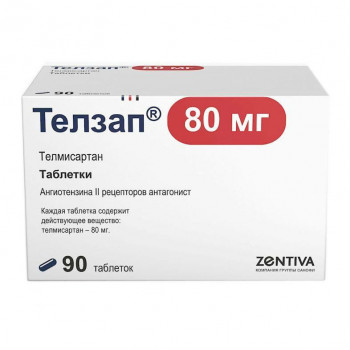 Телзап® 80 мг
Телмисартан
Таблетки
Ангиотензина II рецепторов антагонист
Каждая таблетка содержит
действующее вещество:
телмисартан – 80 мг.
90 таблеток
ZENTIVA
КОМПАНИЯ ГРУППЫ САНОФИ